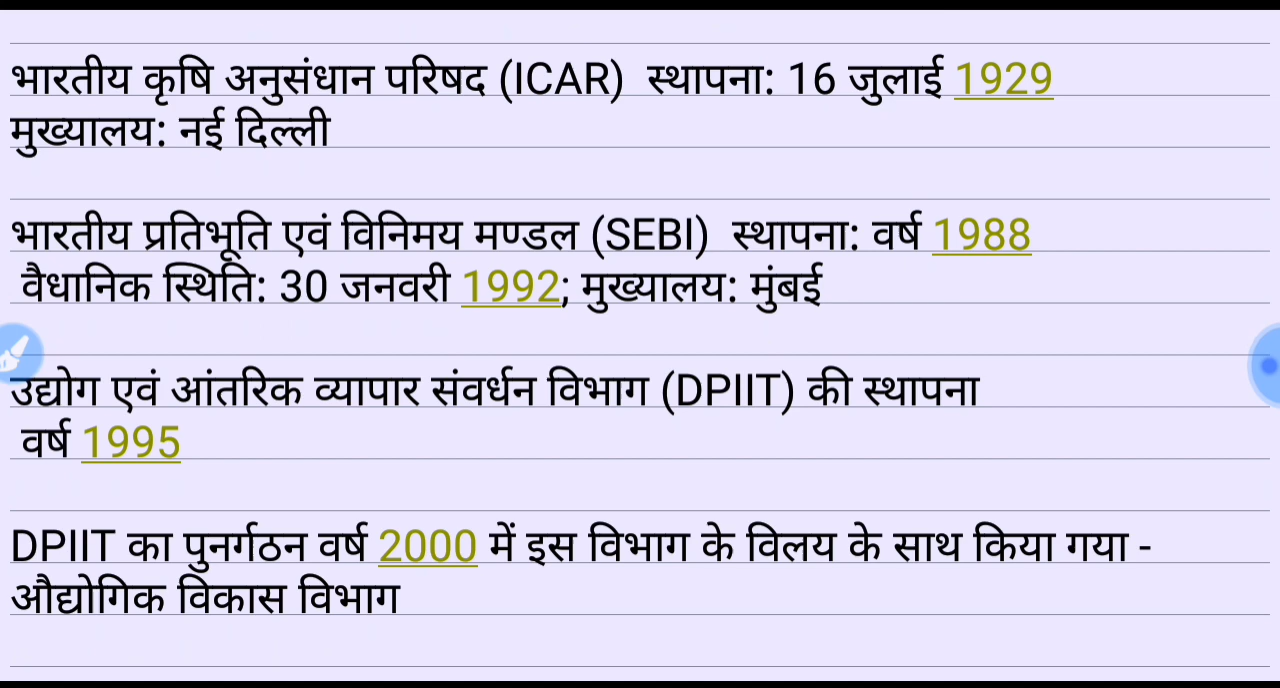 भारतीय कृषि अनुसंधान परिषद (ICAR)  स्थापना: 16 जुलाई 1929
मुख्यालय: नई दिल्ली
भारतीय प्रतिभूति एवं विनिमय मण्डल (SEBI)  स्थापना: वर्ष 1988
वैधानिक स्थिति: 30 जनवरी 1992; मुख्यालय: मुंबई
उद्योग एवं आंतरिक व्यापार संवर्धन विभाग (DPIIT) की स्थापना
वर्ष 1995
DPIIT का पुनर्गठन वर्ष 2000 में इस विभाग के विलय के साथ किया गया -
औद्योगिक विकास विभाग